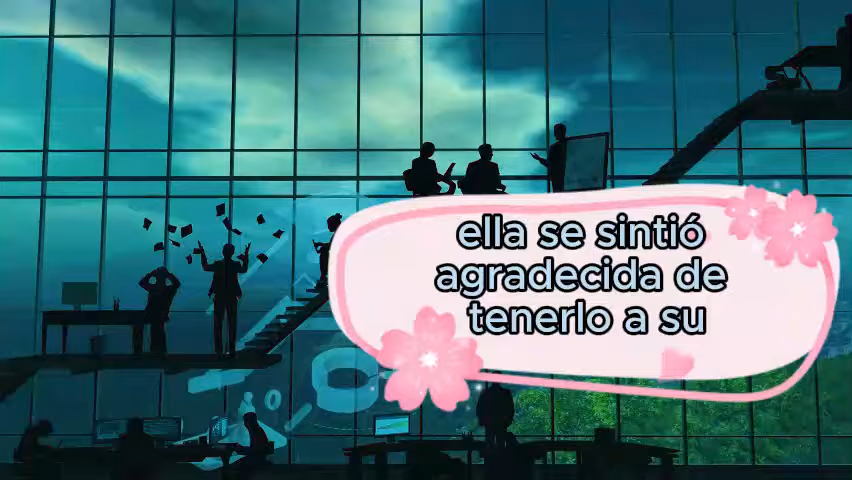 ella se sintió
agradecida de
tenerlo a su